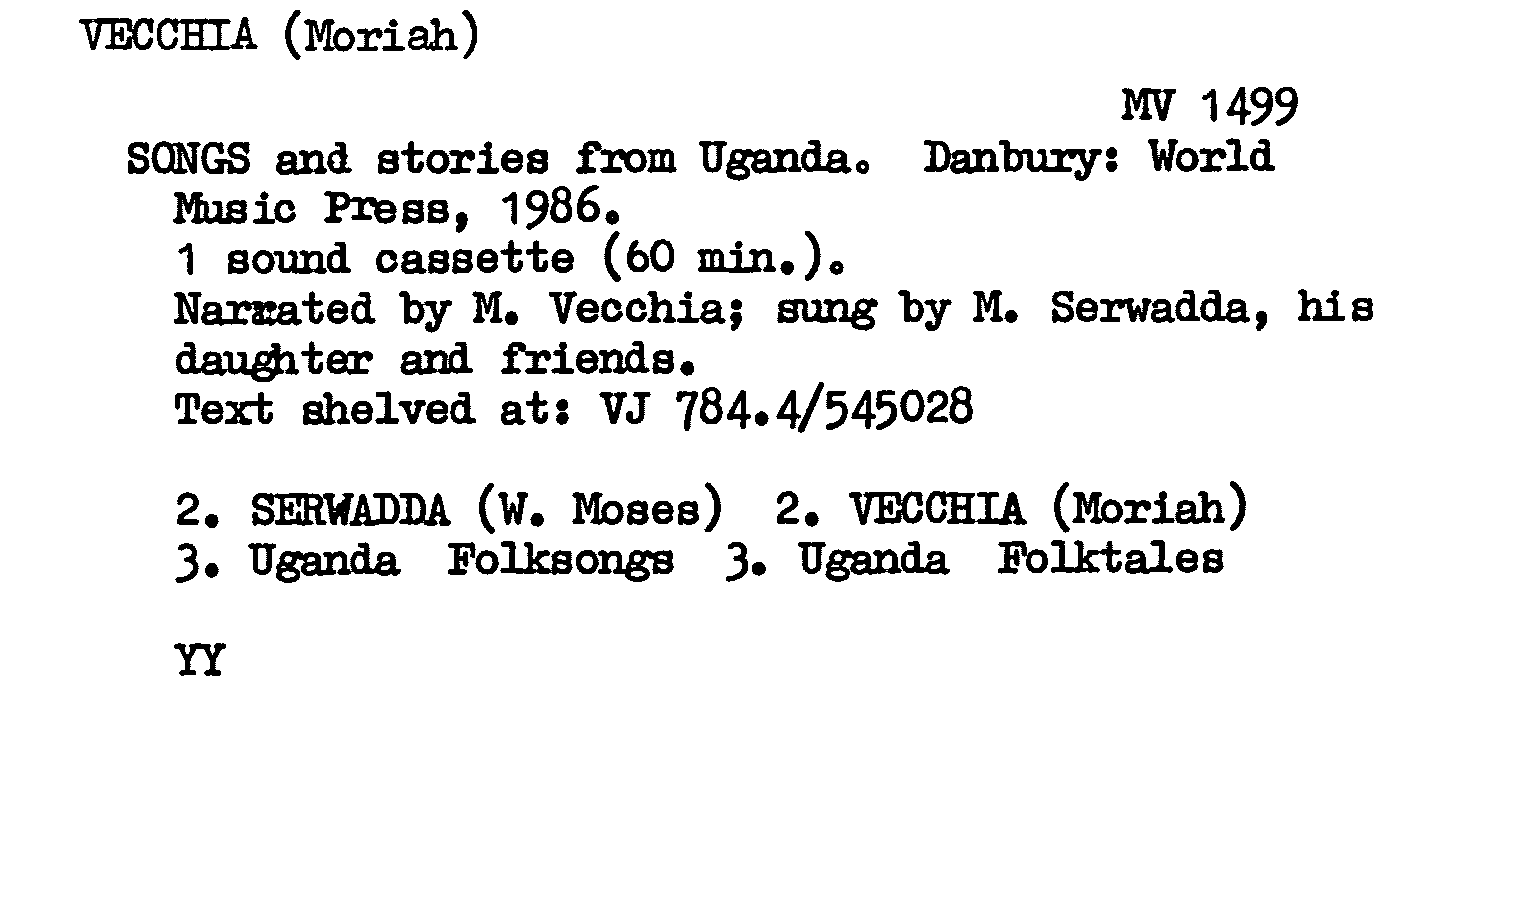 VECCHIA (Moriah)
MV 1499
SONGS and stories from Uganda. Danbury: World
Music Press, 1986.
1 sound cassette (60 min.).
Narrated by M. Vecchia; sung by M. Serwadda, his
daughter and friends.
Text shelved at: VJ 784.4/545028
2. SERWADDA (W. Moses) 2. VECCHIA (Moriah)
3. Uganda Folksongs 3. Uganda Folktales
YY